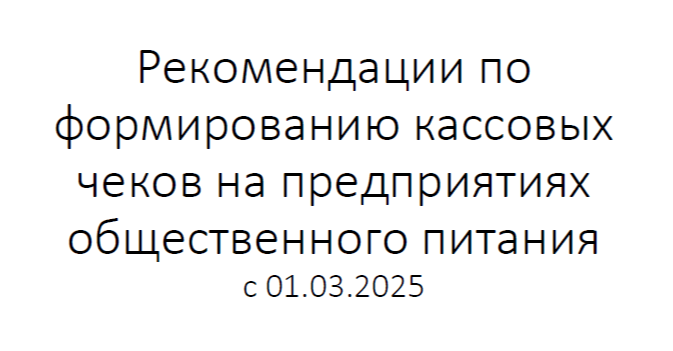 Рекомендации по
формированию кассовых
чеков на предприятиях
общественного питания
с 01.03.2025